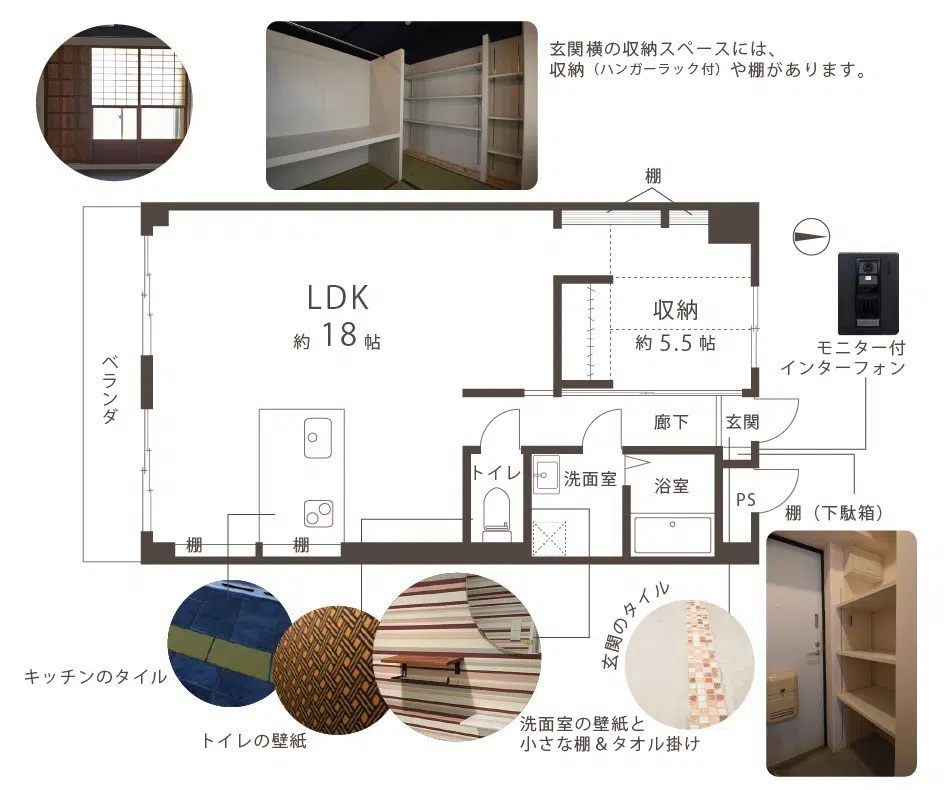 玄関横の収納スペースには、
収納（ハンガーラック付）や棚があります。
棚
LDK
約 18 帖
収納
約 5.5 帖
モニター付
インターフォン
ベランダ
廊下
玄関
トイレ
洗面室
浴室
PS
棚（下駄箱）
棚
棚
キッチンのタイル
トイレの壁紙
洗面室の壁紙と
小さな棚＆タオル掛け
玄関のタイル